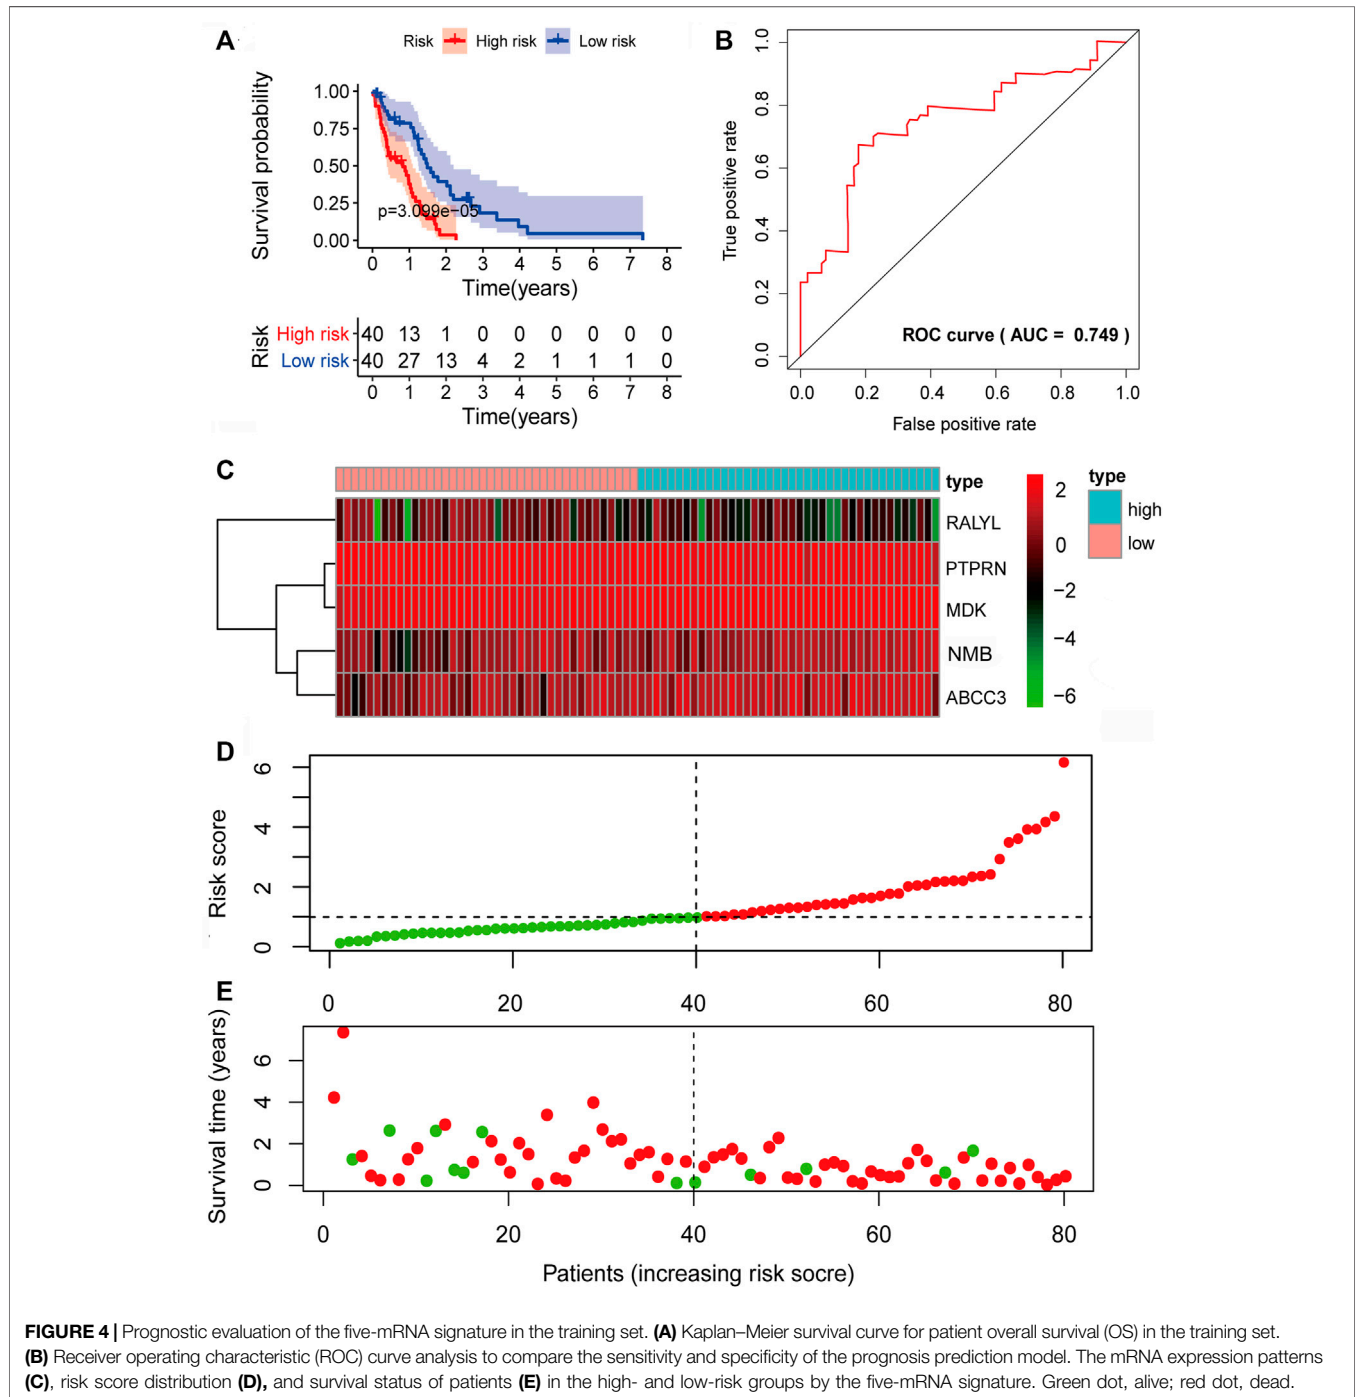 A
Risk High risk Low risk
Survival probability
1.00
0.75
0.50
0.25
0.00
p=3.099e−05
0 1 2 3 4 5 6 7 8
Time(years)
Risk
High risk 40 13 1 0 0 0 0 0 0
Low risk 40 27 13 4 2 1 1 1 0
0 1 2 3 4 5 6 7 8
Time(years)
B
True positive rate
1.0
0.8
0.6
0.4
0.2
0.0
ROC curve ( AUC = 0.749 )
0.0 0.2 0.4 0.6 0.8 1.0
False positive rate
C
type
RALYL
PTPRN
MDK
NMB
ABCC3
2
0
−2
−4
−6
type
high
low
D
Risk score
6
4
2
0
0 20 40 60 80
E
Survival time (years)
6
4
2
0
0 20 40 60 80
Patients (increasing risk socre)
FIGURE 4 | Prognostic evaluation of the five-mRNA signature in the training set. (A) Kaplan–Meier survival curve for patient overall survival (OS) in the training set.
(B) Receiver operating characteristic (ROC) curve analysis to compare the sensitivity and specificity of the prognosis prediction model. The mRNA expression patterns
(C), risk score distribution (D), and survival status of patients (E) in the high- and low-risk groups by the five-mRNA signature. Green dot, alive; red dot, dead.